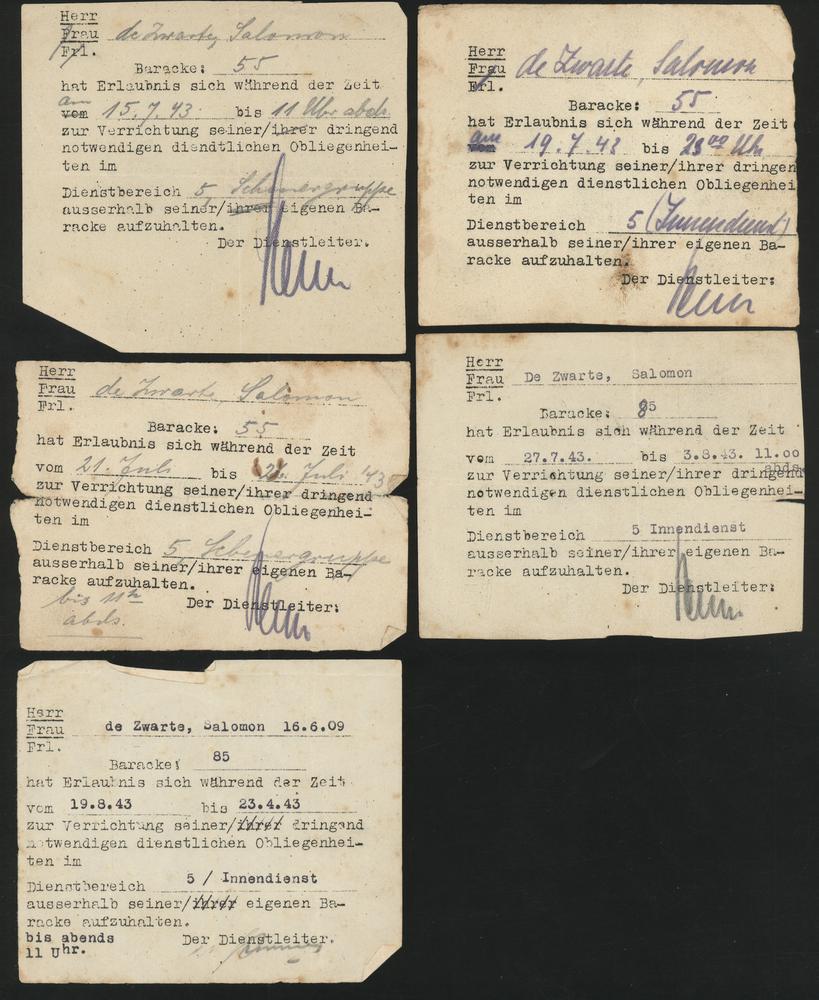 Herr
Frau de Zwarte, Salomon
Frl.
Baracke: 55
hat Erlaubnis sich während der Zeit
am
vom 15.7.43. bis 11 Uhr abds.
zur Verrichtung seiner/ihrer dringend
notwendigen diendtlichen Obliegenhei-
ten im
Dienstbereich 5,
ausserhalb seiner/ihrer eigenen Ba-
racke aufzuhalten.
Der Dienstleiter.
Herr
Frau de Zwarte, Salomon
Frl.
Baracke: 55
hat Erlaubnis sich während der Zeit
am
vom 19.7.43 bis 23⁰⁰ Uhr
zur Verrichtung seiner/ihrer dringen
notwendigen dienstlichen Obliegenhei
ten im
Dienstbereich 5 (Innendienst)
ausserhalb seiner/ihrer eigenen Ba-
racke aufzuhalten.
Der Dienstleiter:
Herr
Frau de Zwarte, Salomon
Frl.
Baracke: 55
hat Erlaubnis sich während der Zeit
vom 21. Juli bis Juli '43
zur Verrichtung seiner/ihrer dringend
notwendigen dienstlichen Obliegenhei-
ten im
Dienstbereich 5,
ausserhalb seiner/ihrer eigenen Ba-
racke aufzuhalten.
bis 11ʰ Der Dienstleiter:
abds.
Herr
Frau De Zwarte, Salomon
Frl.
Baracke: 85
hat Erlaubnis sich während der Zeit
vom 27.7.43. bis 3.8.43. 11.00
abds.
zur Verrichtung seiner/ihrer dringend
notwendigen dienstlichen Obliegenhei-
ten im
Dienstbereich 5 Innendienst
ausserhalb seiner/ihrer eigenen Ba-
racke aufzuhalten.
Der Dienstleiter:
Herr
Frau de Zwarte, Salomon 16.6.09
Frl.
Baracke: 85
hat Erlaubnis sich während der Zeit
vom 19.8.43 bis 23.4.43
zur Verrichtung seiner/ihrer dringend
notwendigen dienstlichen Obliegenhei-
ten im
Dienstbereich 5 / Innendienst
ausserhalb seiner/ihrer eigenen Ba-
racke aufzuhalten.
bis abends Der Dienstleiter.
11 Uhr.